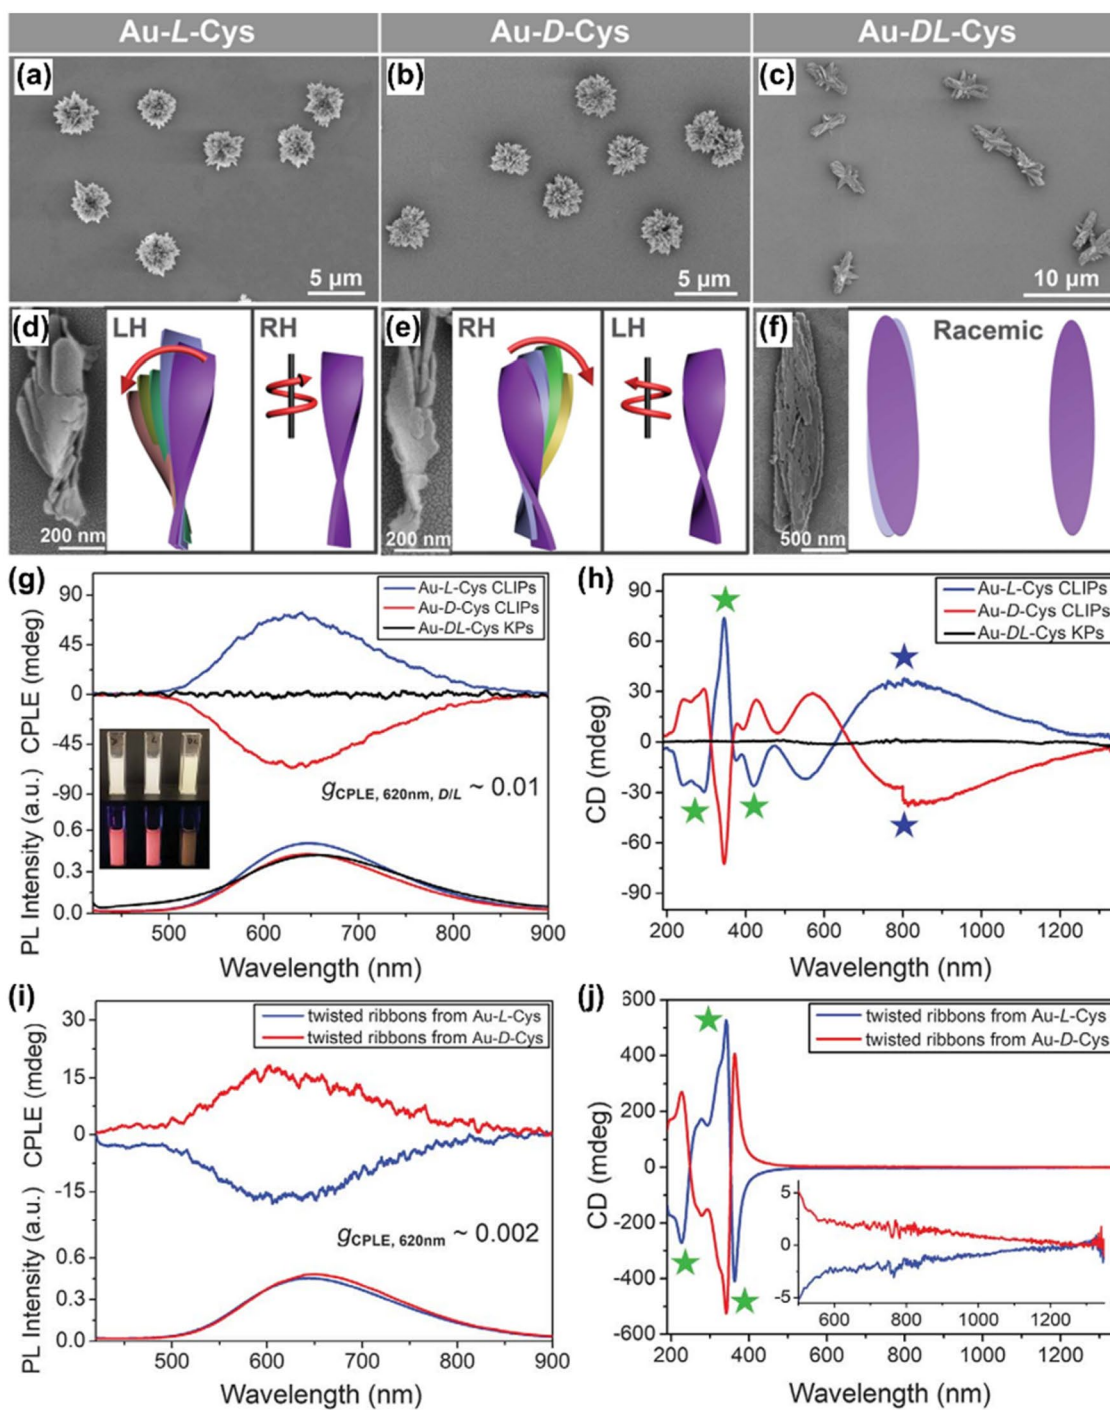 Au-L-Cys
Au-D-Cys
Au-DL-Cys
(a)
5 µm
(b)
5 µm
(c)
10 µm
(d)
200 nm
LH
RH
(e)
200 nm
RH
LH
(f)
500 nm
Racemic
(g)
Au-L-Cys CLIPs
Au-D-Cys CLIPs
Au-DL-Cys KPs
CPLE (mdeg)
90
45
0
-45
-90
gCPLE, 620nm, D/L ~ 0.01
PL Intensity (a.u.)
0.6
0.3
0.0
500 600 700 800 900
Wavelength (nm)
(h)
Au-L-Cys CLIPs
Au-D-Cys CLIPs
Au-DL-Cys KPs
CD (mdeg)
90
60
30
0
-30
-60
-90
200 400 600 800 1000 1200
Wavelength (nm)
(i)
twisted ribbons from Au-L-Cys
twisted ribbons from Au-D-Cys
CPLE (mdeg)
30
15
0
-15
gCPLE, 620nm ~ 0.002
PL Intensity (a.u.)
0.6
0.3
0.0
500 600 700 800 900
Wavelength (nm)
(j)
twisted ribbons from Au-L-Cys
twisted ribbons from Au-D-Cys
CD (mdeg)
600
400
200
0
-200
-400
-600
5
0
-5
600 800 1000 1200
200 400 600 800 1000 1200
Wavelength (nm)